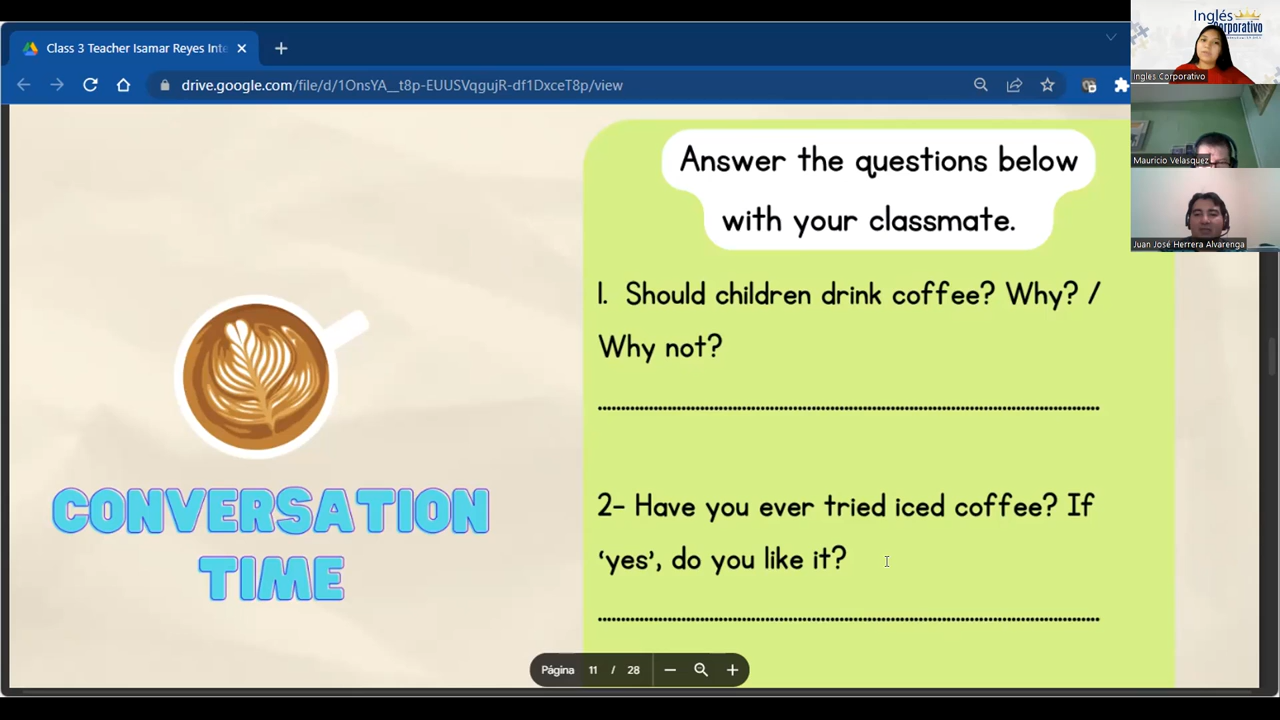 Class 3 Teacher Isamar Reyes Inte
drive.google.com/file/d/1OnsYA__t8p-EUUSVqgujR-df1DxceT8p/view
Inglés
Corporativo
Ingles Corporativo
Mauricio Velasquez
Juan José Herrera Alvarenga
Answer the questions below
with your classmate.
1. Should children drink coffee? Why? /
Why not?
2- Have you ever tried iced coffee? If
‘yes’, do you like it?
CONVERSATION
TIME
Página 11 / 28